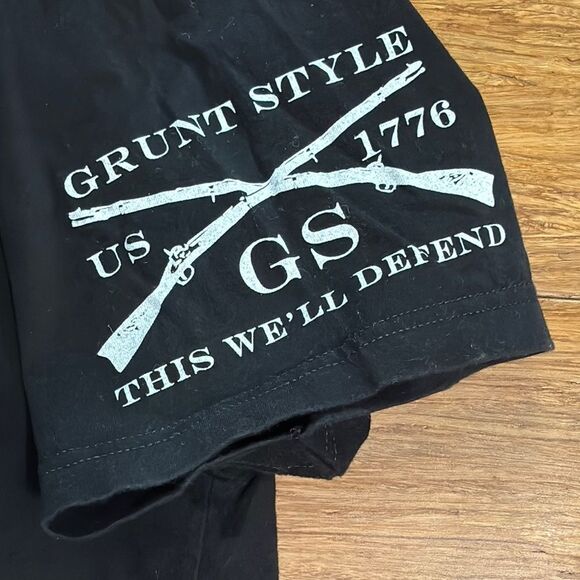 GRUNT STYLE
1776
US
GS
THIS WE'LL DEFEND